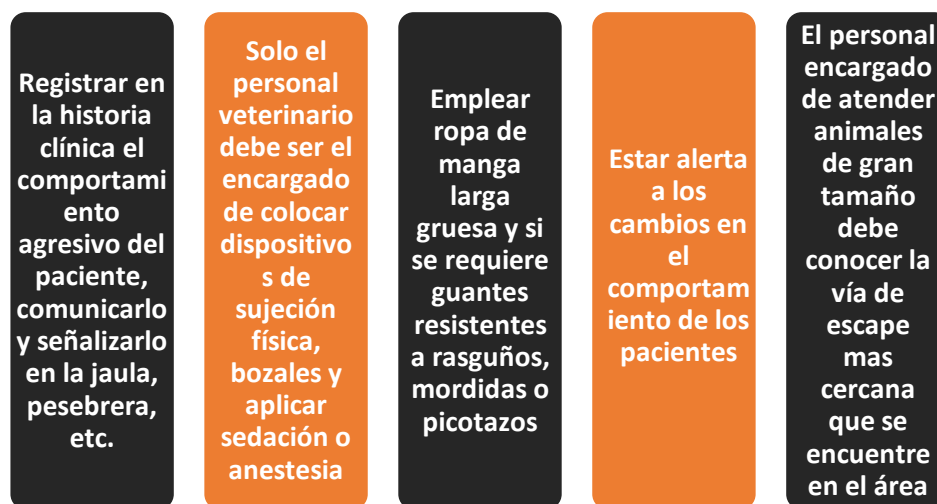 Registrar en
la historia
clínica el
comportami
ento
agresivo del
paciente,
comunicarlo
y señalizarlo
en la jaula,
pesebrera,
etc.
Solo el
personal
veterinario
debe ser el
encargado
de colocar
dispositivo
s de
sujeción
física,
bozales y
aplicar
sedación o
anestesia
Emplear
ropa de
manga
larga
gruesa y si
se requiere
guantes
resistentes
a rasguños,
mordidas o
picotazos
Estar alerta
a los
cambios en
el
comportam
iento de los
pacientes
El personal
encargado
de atender
animales
de gran
tamaño
debe
conocer la
vía de
escape
mas
cercana
que se
encuentre
en el área